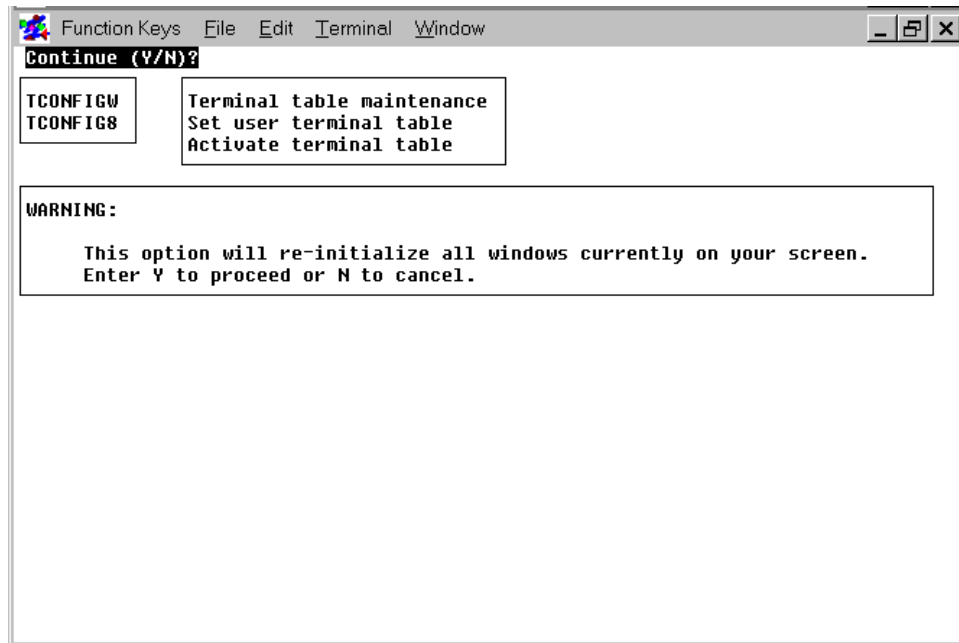 Function Keys File Edit Terminal Window
Continue (Y/N)?
TCONFIGW
TCONFIG8
Terminal table maintenance
Set user terminal table
Activate terminal table
WARNING:
This option will re-initialize all windows currently on your screen.
Enter Y to proceed or N to cancel.